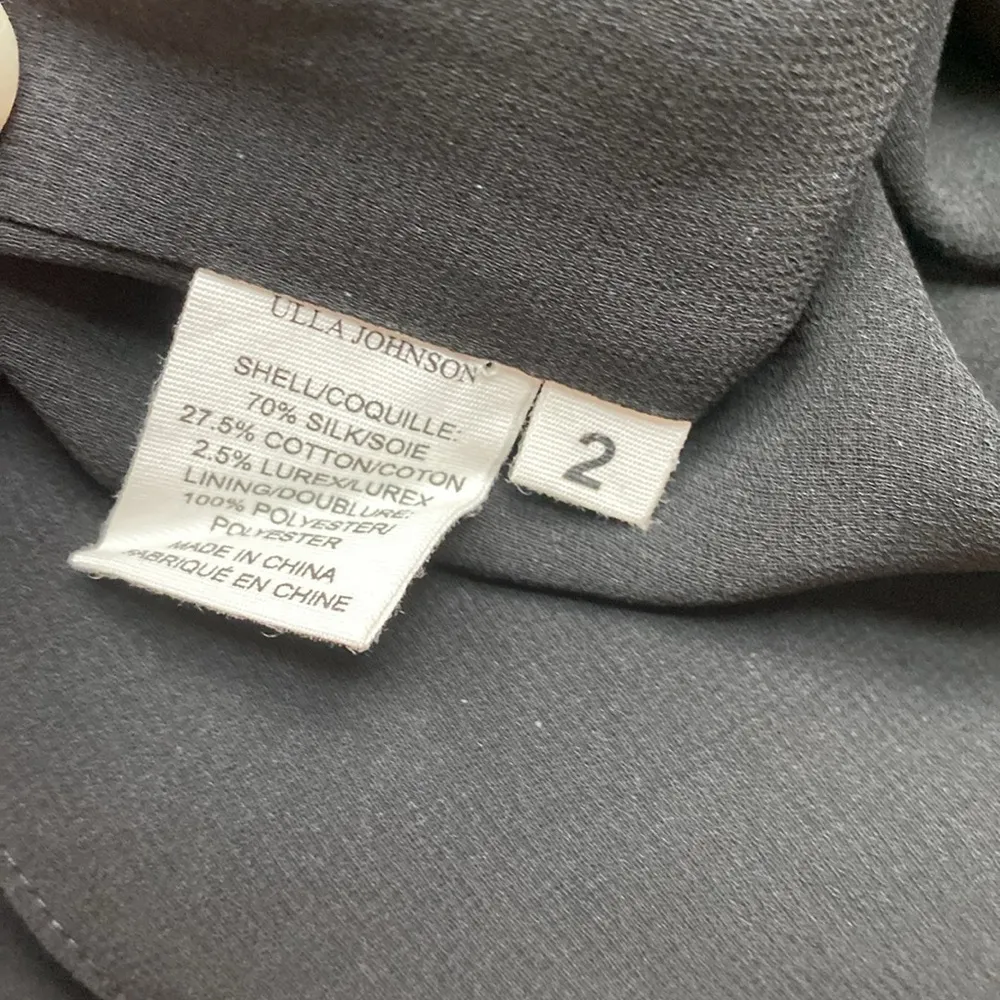 ULLA JOHNSON
SHELL/COQUILLE:
70% SILK/SOIE
27.5% COTTON/COTON
2.5% LUREX/LUREX
LINING/DOUBLURE:
100% POLYESTER/
POLYESTER
MADE IN CHINA
FABRIQUÉ EN CHINE
2